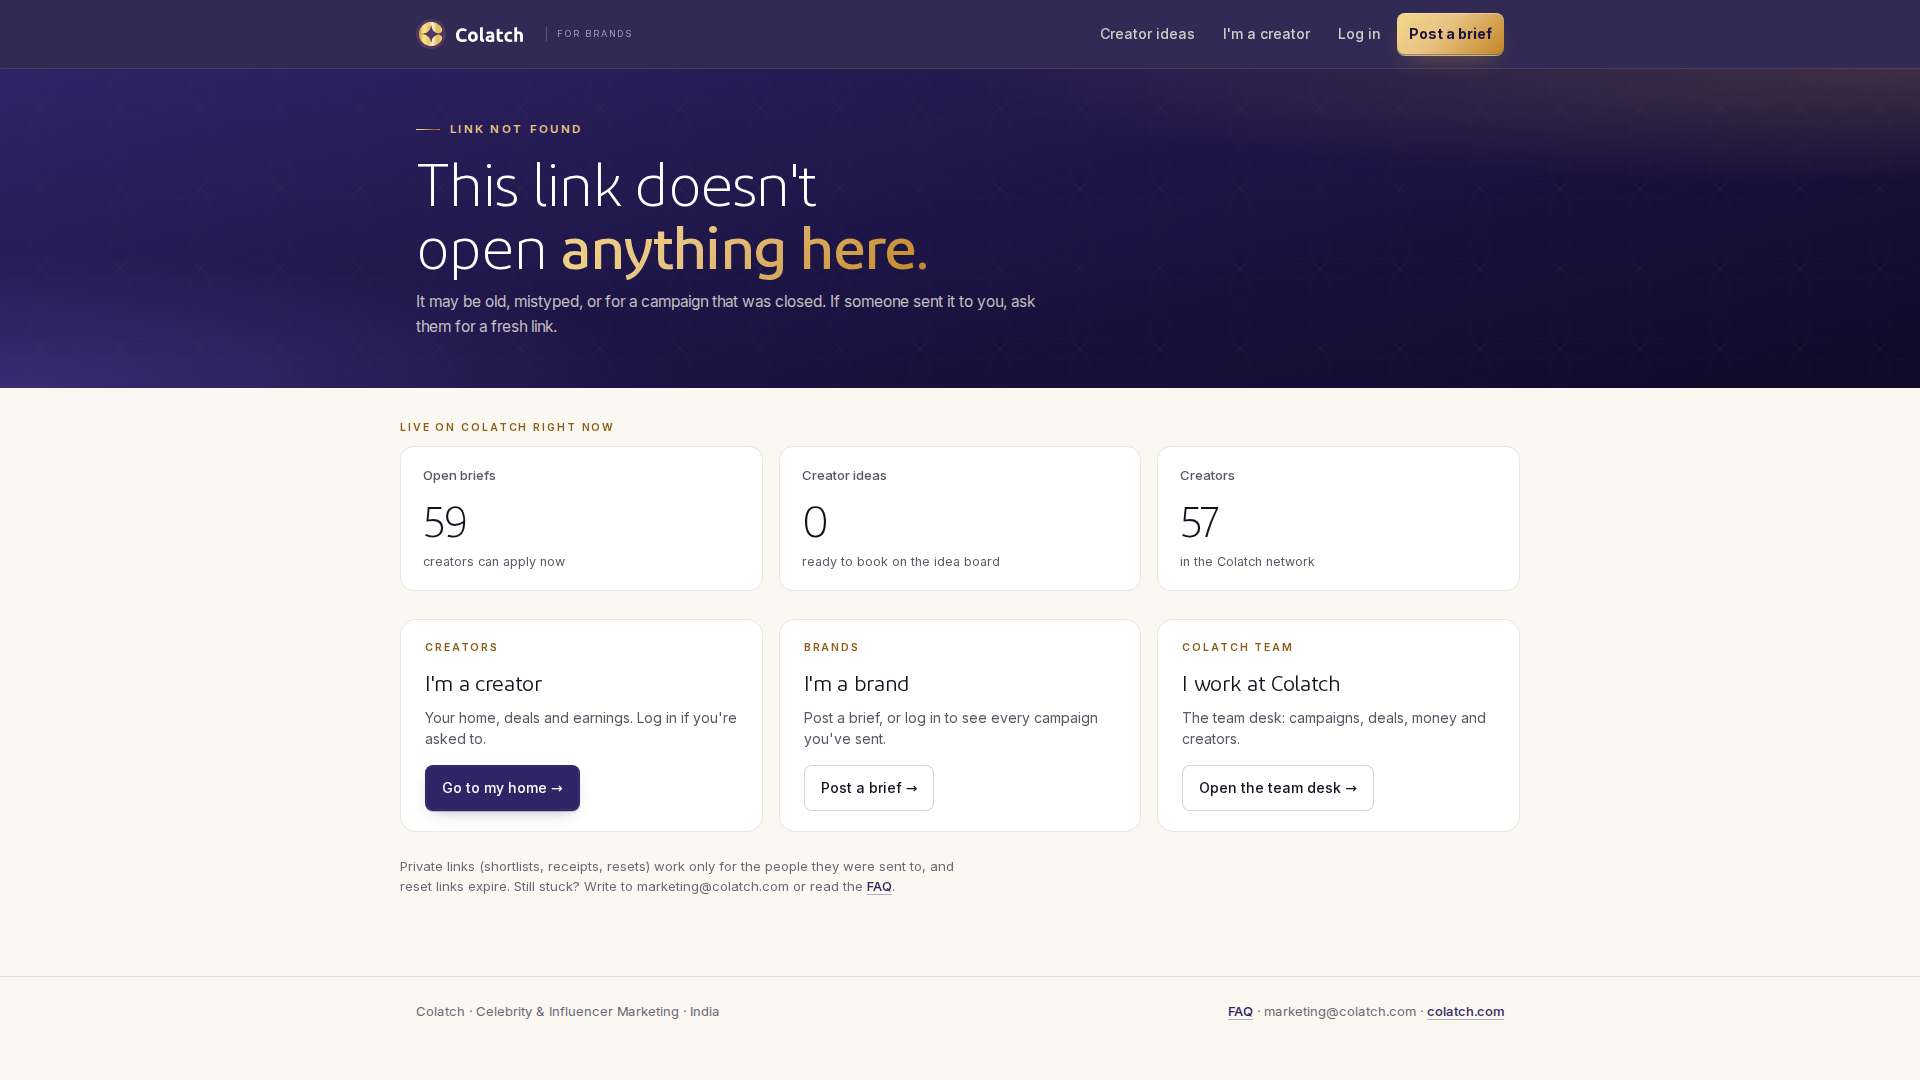 Colatch
FOR BRANDS
Creator ideas
I'm a creator
Log in
Post a brief
LINK NOT FOUND
This link doesn't
open anything here.
It may be old, mistyped, or for a campaign that was closed. If someone sent it to you, ask
them for a fresh link.
LIVE ON COLATCH RIGHT NOW
Open briefs
59
creators can apply now
Creator ideas
0
ready to book on the idea board
Creators
57
in the Colatch network
CREATORS
I'm a creator
Your home, deals and earnings. Log in if you're
asked to.
Go to my home →
BRANDS
I'm a brand
Post a brief, or log in to see every campaign
you've sent.
Post a brief →
COLATCH TEAM
I work at Colatch
The team desk: campaigns, deals, money and
creators.
Open the team desk →
Private links (shortlists, receipts, resets) work only for the people they were sent to, and
reset links expire. Still stuck? Write to marketing@colatch.com or read the FAQ.
Colatch · Celebrity & Influencer Marketing · India
FAQ · marketing@colatch.com · colatch.com